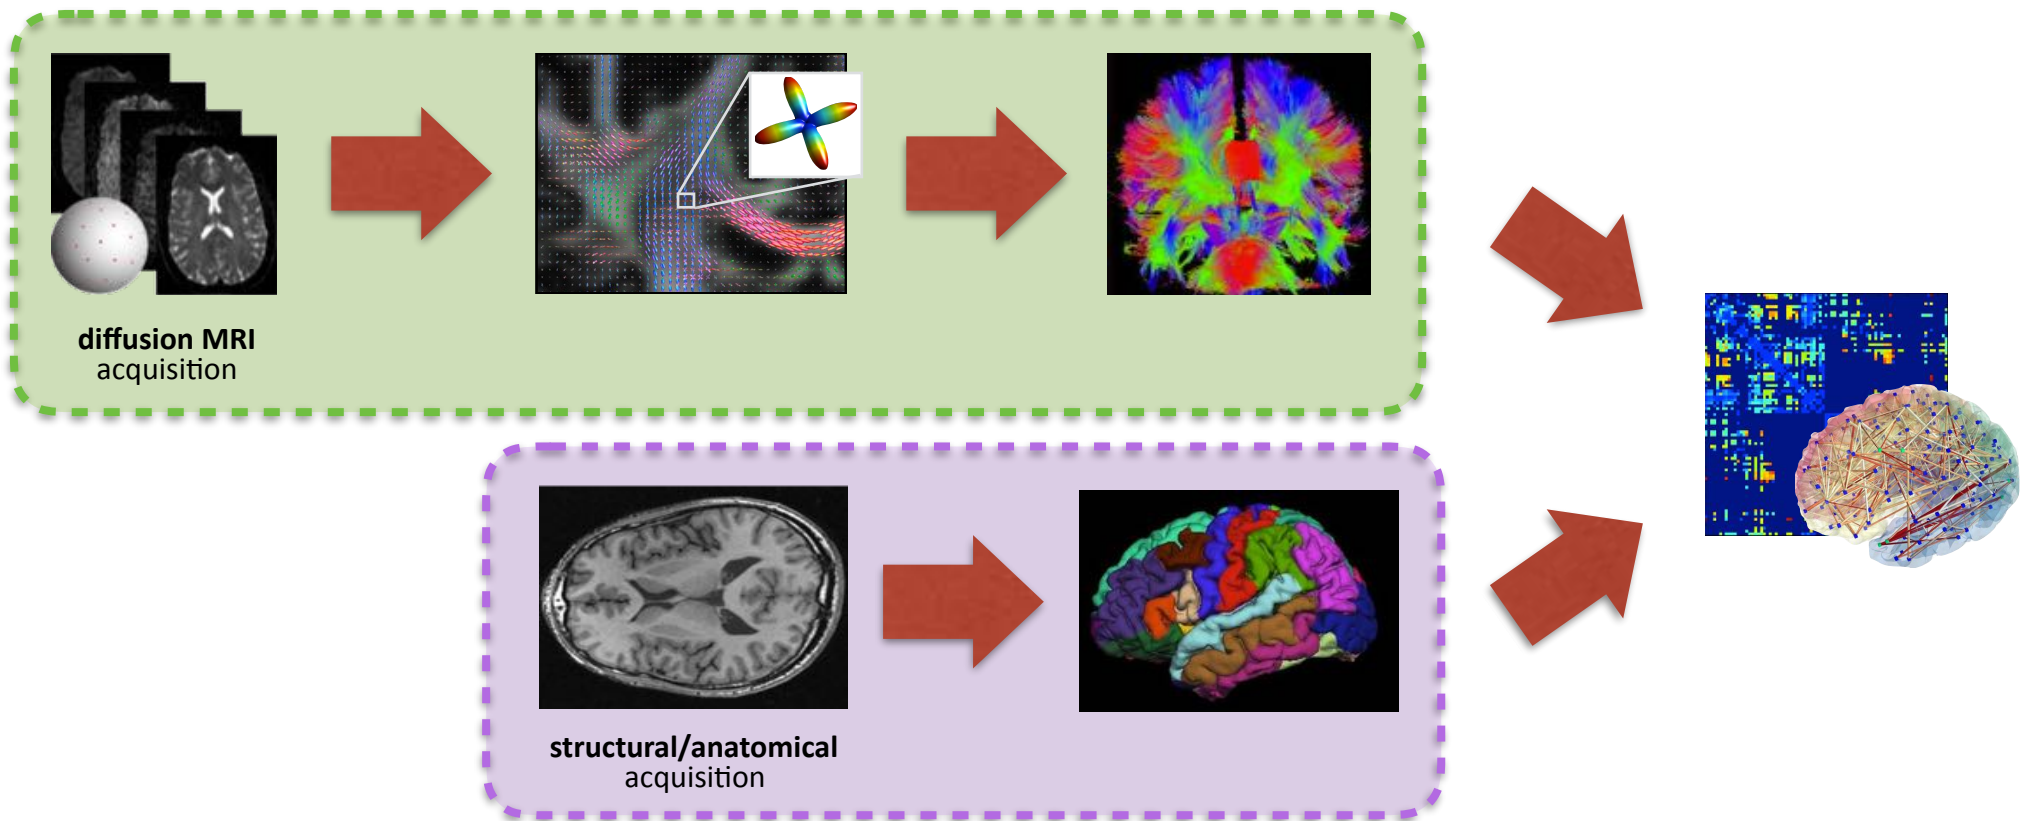 diffusion MRI
acquisition
structural/anatomical
acquisition